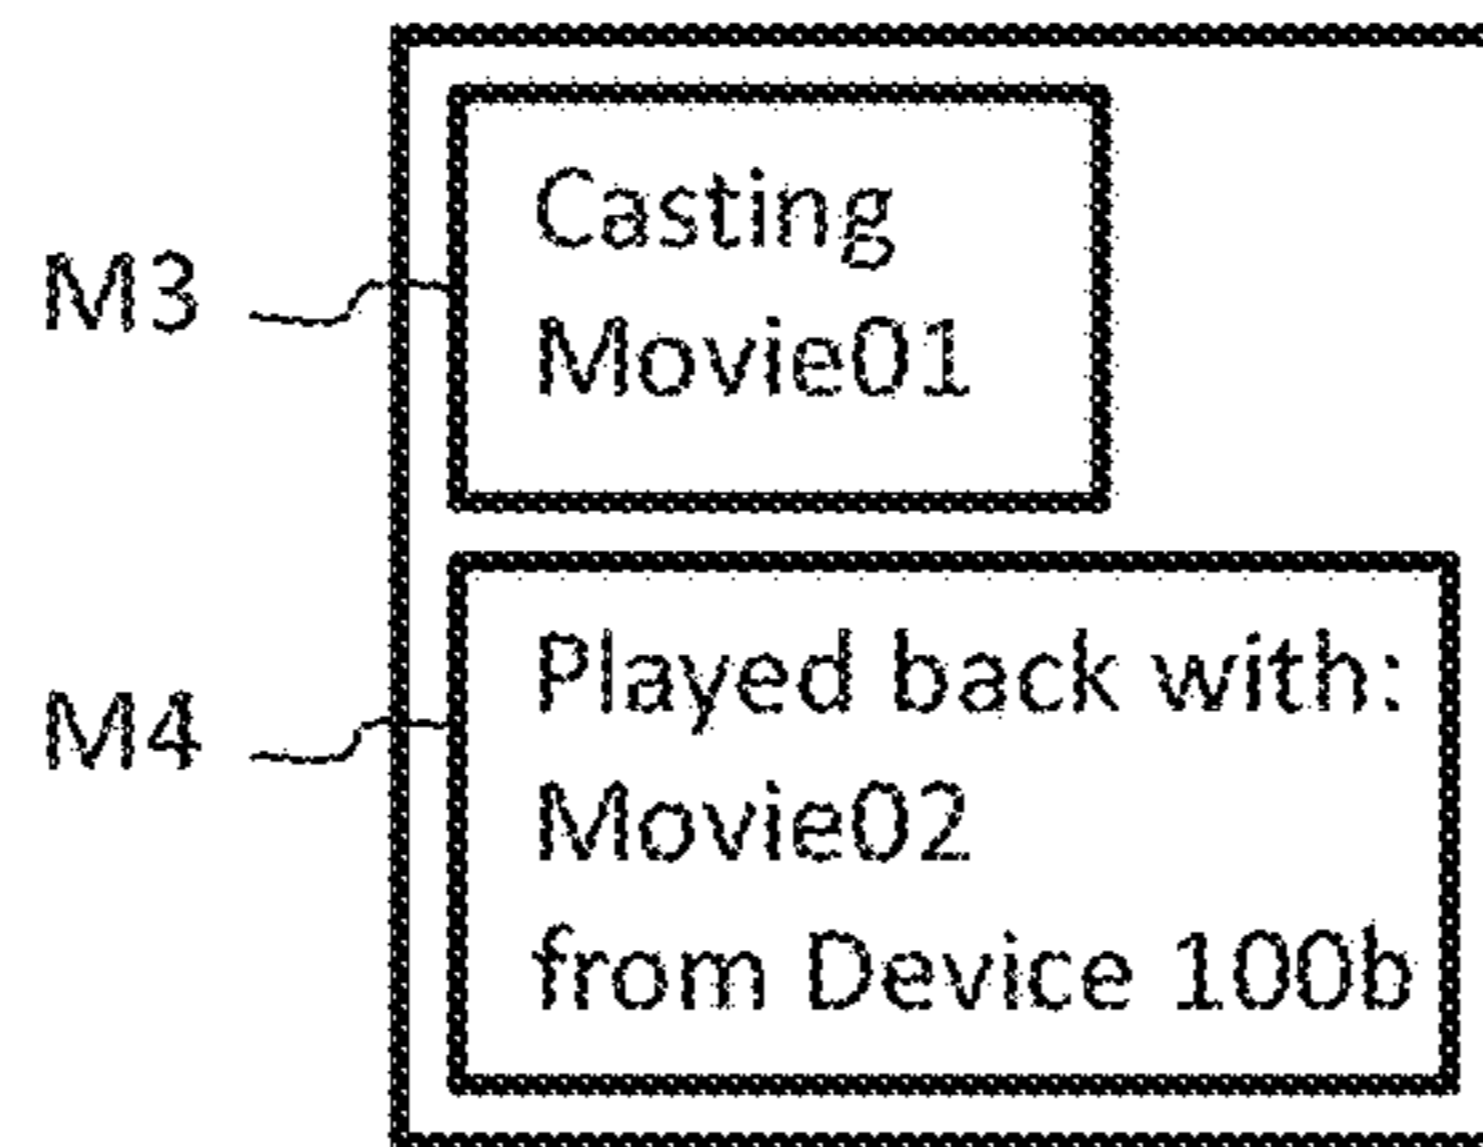 M3
Casting
Movie01
M4
Played back with:
Movie02
from Device 100b